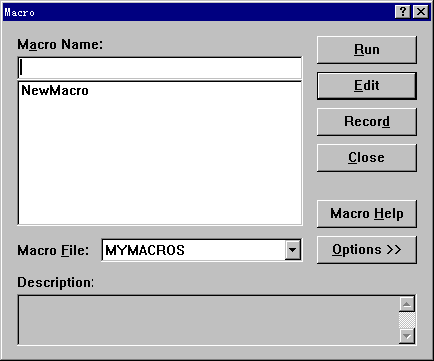 Macro
Macro Name:
Run
NewMacro
Edit
Record
Close
Macro Help
Macro File: MYMACROS
Options >>
Description: